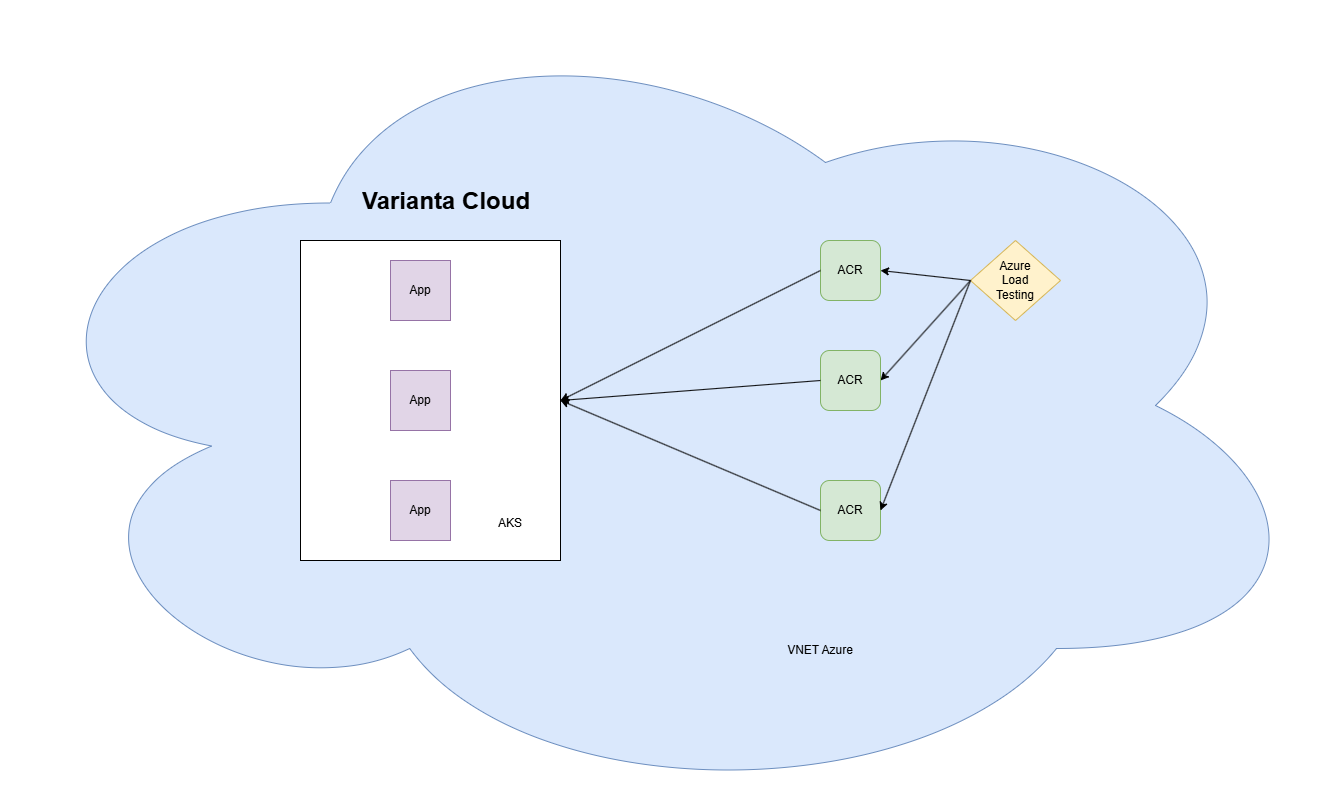 Varianta Cloud
App
App
App
AKS
ACR
ACR
ACR
Azure
Load
Testing
VNET Azure